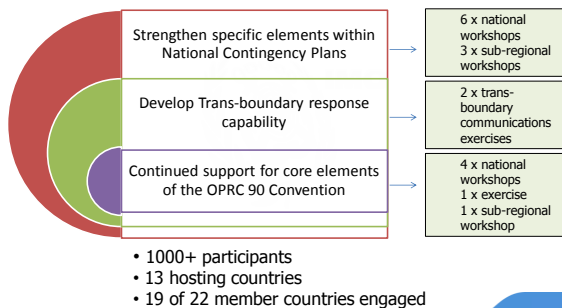 Strengthen specific elements within
National Contingency Plans
6 x national
workshops
3 x sub-regional
workshops
Develop Trans-boundary response
capability
2 x trans-
boundary
communications
exercises
Continued support for core elements
of the OPRC 90 Convention
4 x national
workshops
1 x exercise
1 x sub-regional
workshop
• 1000+ participants
• 13 hosting countries
• 19 of 22 member countries engaged